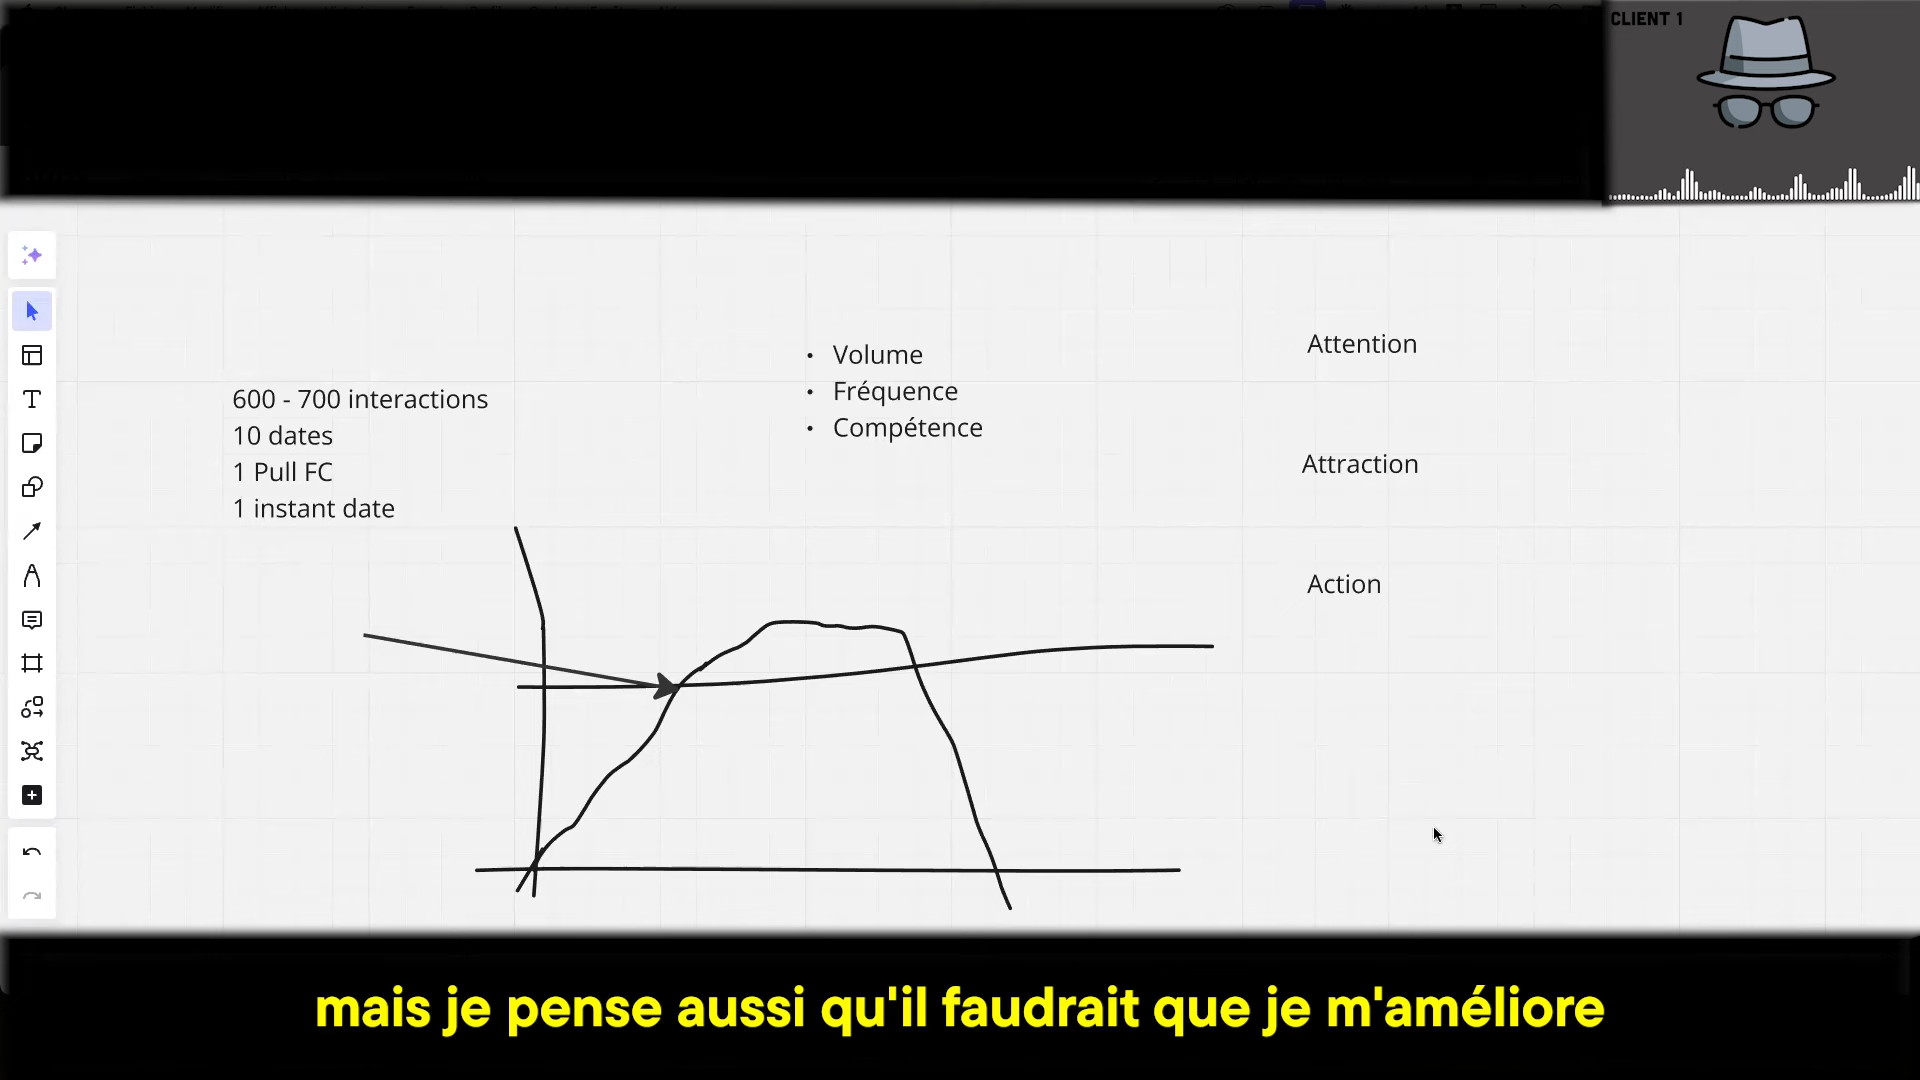 CLIENT 1
600 - 700 interactions
10 dates
1 Pull FC
1 instant date
• Volume
• Fréquence
• Compétence
Attention
Attraction
Action
mais je pense aussi qu'il faudrait que je m'améliore